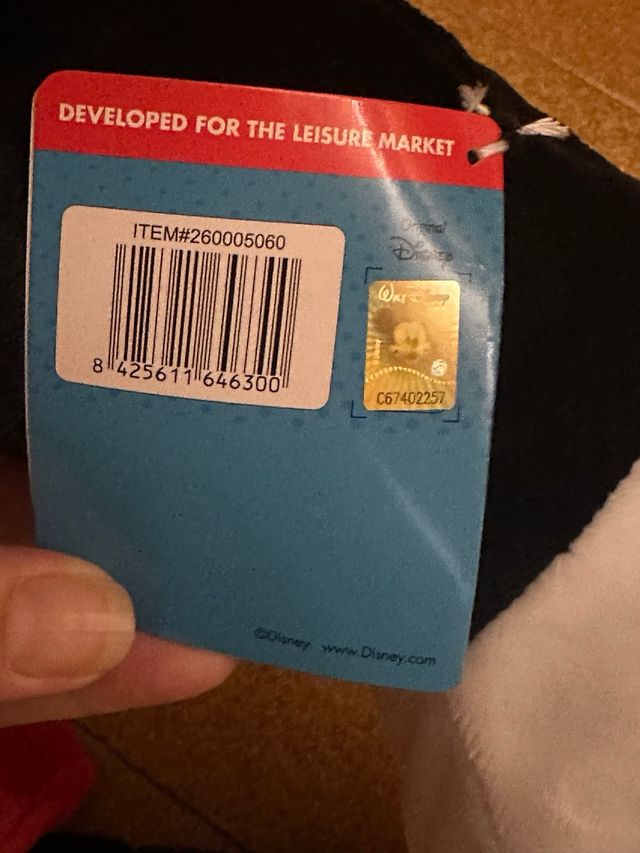 DEVELOPED FOR THE LEISURE MARKET
ITEM#260005060
8 425611 646300
Original
Disney
WALT DISNEY
C67402257
©Disney www.Disney.com